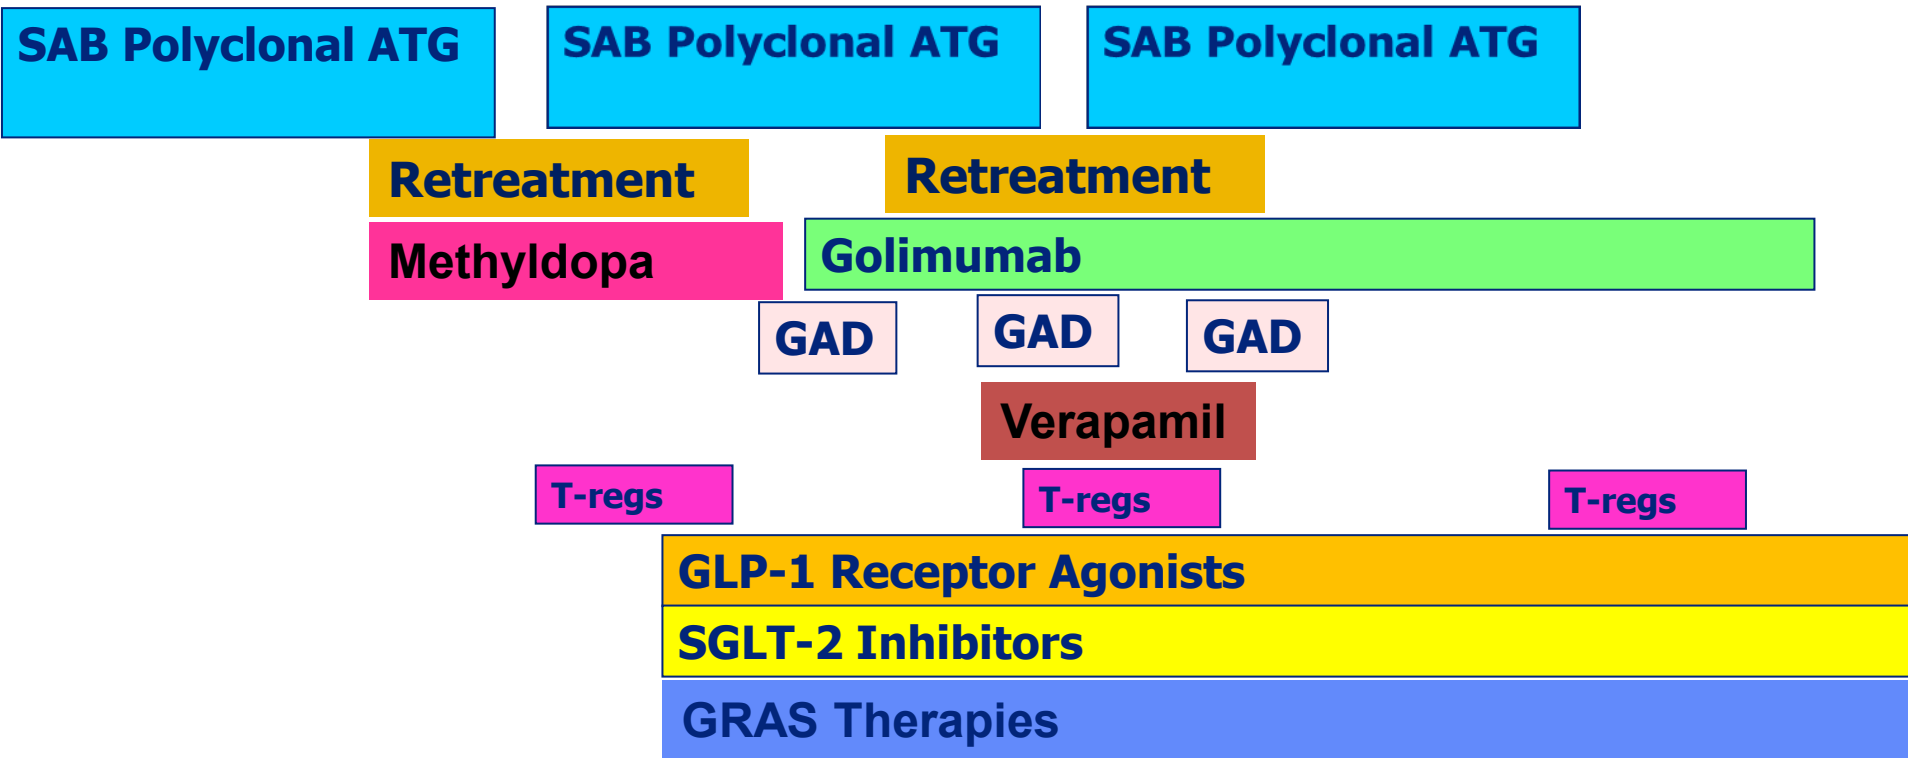 SAB Polyclonal ATG
SAB Polyclonal ATG
SAB Polyclonal ATG
Retreatment
Retreatment
Methyldopa
Golimumab
GAD
GAD
GAD
Verapamil
T-regs
T-regs
T-regs
GLP-1 Receptor Agonists
SGLT-2 Inhibitors
GRAS Therapies